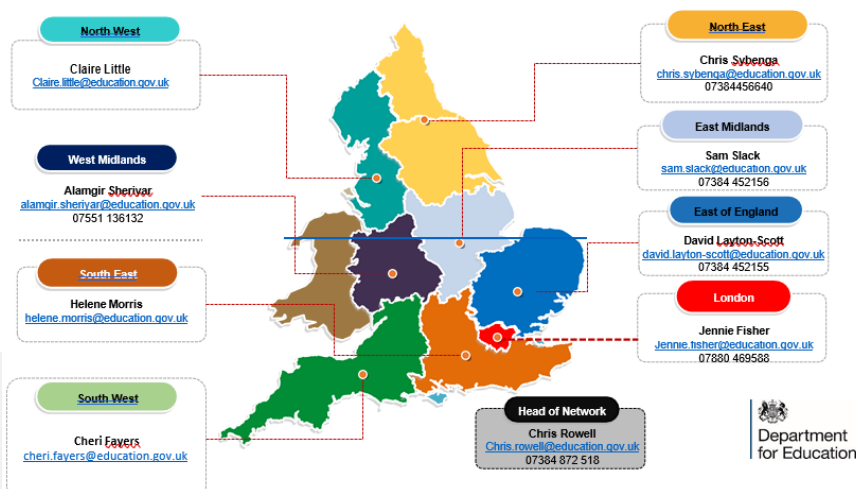 North West
Claire Little
Claire.little@education.gov.uk
West Midlands
Alamgir Sheriyar
alamgir.sheriyar@education.gov.uk
07551 136132
South East
Helene Morris
helene.morris@education.gov.uk
South West
Cheri Fayers
cheri.fayers@education.gov.uk
North East
Chris Sybenga
chris.sybenga@education.gov.uk
07384456640
East Midlands
Sam Slack
sam.slack@education.gov.uk
07384 452156
East of England
David Layton-Scott
david.layton-scott@education.gov.uk
07384 452155
London
Jennie Fisher
Jennie.fisher@education.gov.uk
07880 469588
Head of Network
Chris Rowell
Chris.rowell@education.gov.uk
07384 872 518
Department
for Education